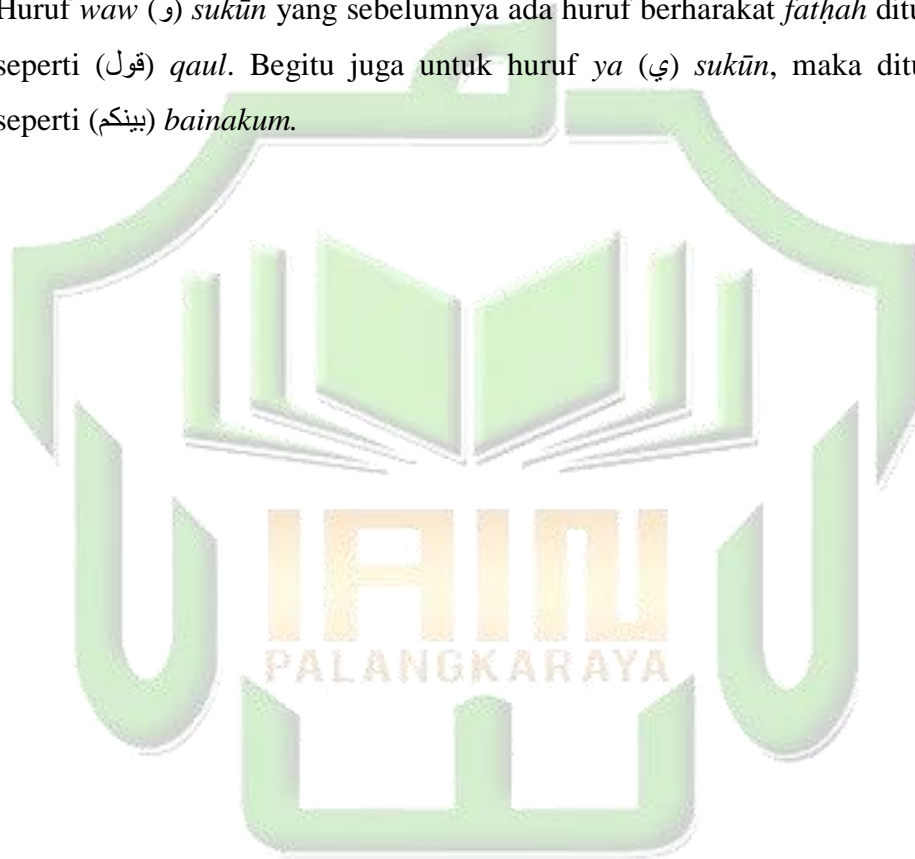 Huruf waw (و) sukūn yang sebelumnya ada huruf berharakat fatḥah
seperti (قول) qaul. Begitu juga untuk huruf ya (ي) sukūn, maka
seperti (بينكم) bainakum.
IAIN
PALANGKARAYA